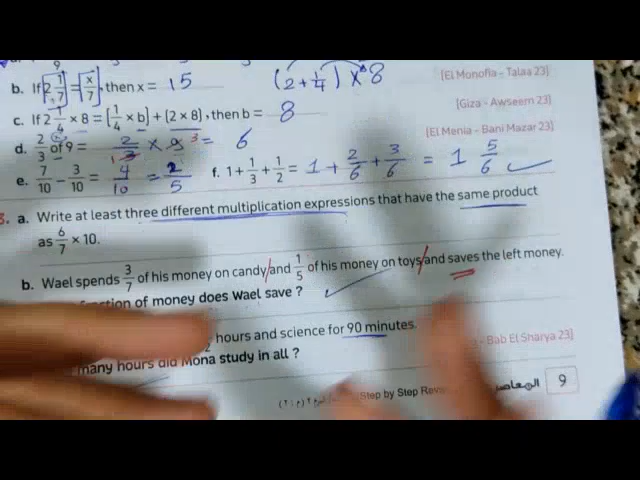 b. If 2 1/7 = x/7, then x = 15
(2 + 1/4) × 8
[El Monofia - Talaa 23]
c. If 2 1/4 × 8 = [1/4 × b] + [2 × 8], then b = 8
[Giza - Awseem 23]
d. 2/3 of 9 = 2/3 × 9 3 = 6
[El Menia - Bani Mazar 23]
e. 7/10 − 3/10 = 4/10 = 2/5
f. 1 + 1/3 + 1/2 = 1 + 2/6 + 3/6 = 1 5/6
3. a. Write at least three different multiplication expressions that have the same product
as 6/7 × 10.
b. Wael spends 3/7 of his money on candy and 1/5 of his money on toys and saves the left money.
fraction of money does Wael save ?
hours and science for 90 minutes.
- Bab El Sharya 23]
many hours did Mona study in all ?
Step by Step
المعاصر 9